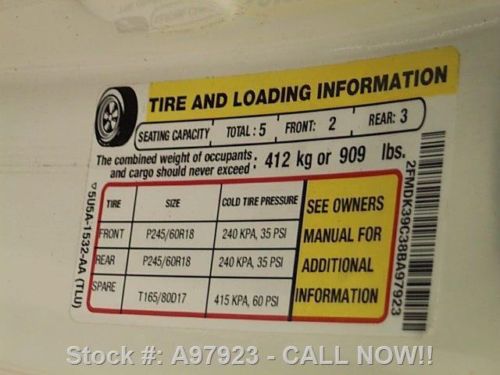 TIRE AND LOADING INFORMATION
SEATING CAPACITY TOTAL: 5 FRONT: 2 REAR: 3
The combined weight of occupants and cargo should never exceed: 412 kg or 909 lbs.
TIRE SIZE COLD TIRE PRESSURE
FRONT P245/60R18 240 KPA, 35 PSI
REAR P245/60R18 240 KPA, 35 PSI
SPARE T165/80D17 415 KPA, 60 PSI
SEE OWNERS
MANUAL FOR
ADDITIONAL
INFORMATION
5U5A-1532-AA (TLU)
2FMDK39C38BA97923
Stock #: A97923 - CALL NOW!!